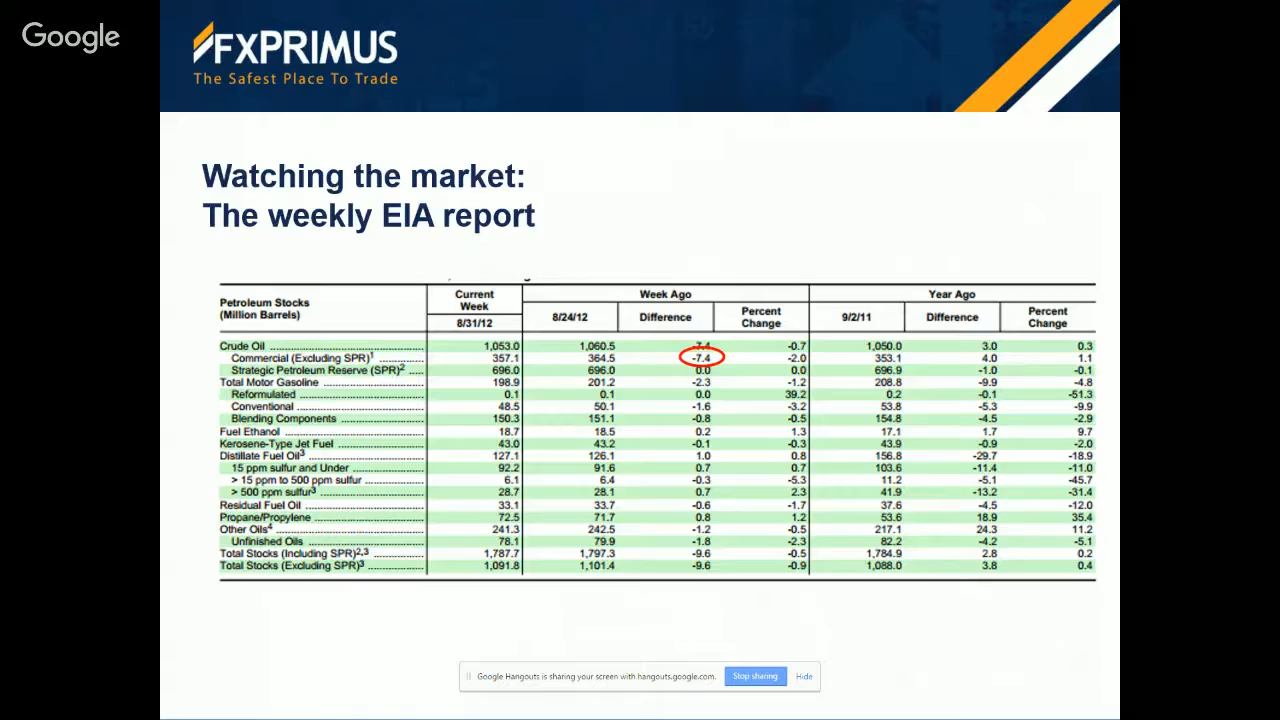 Google
FXPRIMUS
The Safest Place To Trade
Watching the market:
The weekly EIA report
Petroleum Stocks (Million Barrels) Current Week Week Ago Year Ago
8/31/12 8/24/12 Difference Percent Change 9/2/11 Difference Percent Change
Crude Oil 1,053.0 1,060.5 -7.4 -0.7 1,050.0 3.0 0.3
Commercial (Excluding SPR)1 357.1 364.5 -7.4 -2.0 353.1 4.0 1.1
Strategic Petroleum Reserve (SPR)2 696.0 696.0 0.0 0.0 696.9 -1.0 -0.1
Total Motor Gasoline 198.9 201.2 -2.3 -1.2 208.8 -9.9 -4.8
Reformulated 0.1 0.1 0.0 39.2 0.2 -0.1 -51.3
Conventional 48.5 50.1 -1.6 -3.2 53.8 -5.3 -9.9
Blending Components 150.3 151.1 -0.8 -0.5 154.8 -4.5 -2.9
Fuel Ethanol 18.7 18.5 0.2 1.3 17.1 1.7 9.7
Kerosene-Type Jet Fuel 43.0 43.2 -0.1 -0.3 43.9 -0.9 -2.0
Distillate Fuel Oil3 127.1 126.1 1.0 0.8 156.8 -29.7 -18.9
15 ppm sulfur and Under 92.2 91.6 0.7 0.7 103.6 -11.4 -11.0
> 15 ppm to 500 ppm sulfur 6.1 6.4 -0.3 -5.3 11.2 -5.1 -45.7
> 500 ppm sulfur3 28.7 28.1 0.7 2.3 41.9 -13.2 -31.4
Residual Fuel Oil 33.1 33.7 -0.6 -1.7 37.6 -4.5 -12.0
Propane/Propylene 72.5 71.7 0.8 1.2 53.6 18.9 35.4
Other Oils4 241.3 242.5 -1.2 -0.5 217.1 24.3 11.2
Unfinished Oils 78.1 79.9 -1.8 -2.3 82.2 -4.2 -5.1
Total Stocks (Including SPR)2,3 1,787.7 1,797.3 -9.6 -0.5 1,784.9 2.8 0.2
Total Stocks (Excluding SPR)3 1,091.8 1,101.4 -9.6 -0.9 1,088.0 3.8 0.4
Google Hangouts is sharing your screen with hangouts.google.com. Stop sharing Hide